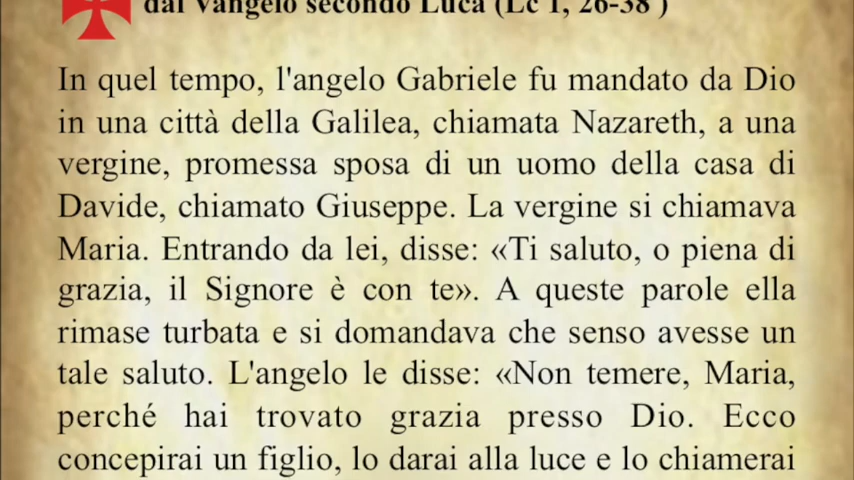 dal Vangelo secondo Luca (Lc 1, 26-38 )
In quel tempo, l'angelo Gabriele fu mandato da Dio
in una città della Galilea, chiamata Nazareth, a una
vergine, promessa sposa di un uomo della casa di
Davide, chiamato Giuseppe. La vergine si chiamava
Maria. Entrando da lei, disse: «Ti saluto, o piena di
grazia, il Signore è con te». A queste parole ella
rimase turbata e si domandava che senso avesse un
tale saluto. L'angelo le disse: «Non temere, Maria,
perché hai trovato grazia presso Dio. Ecco
concepirai un figlio, lo darai alla luce e lo chiamerai